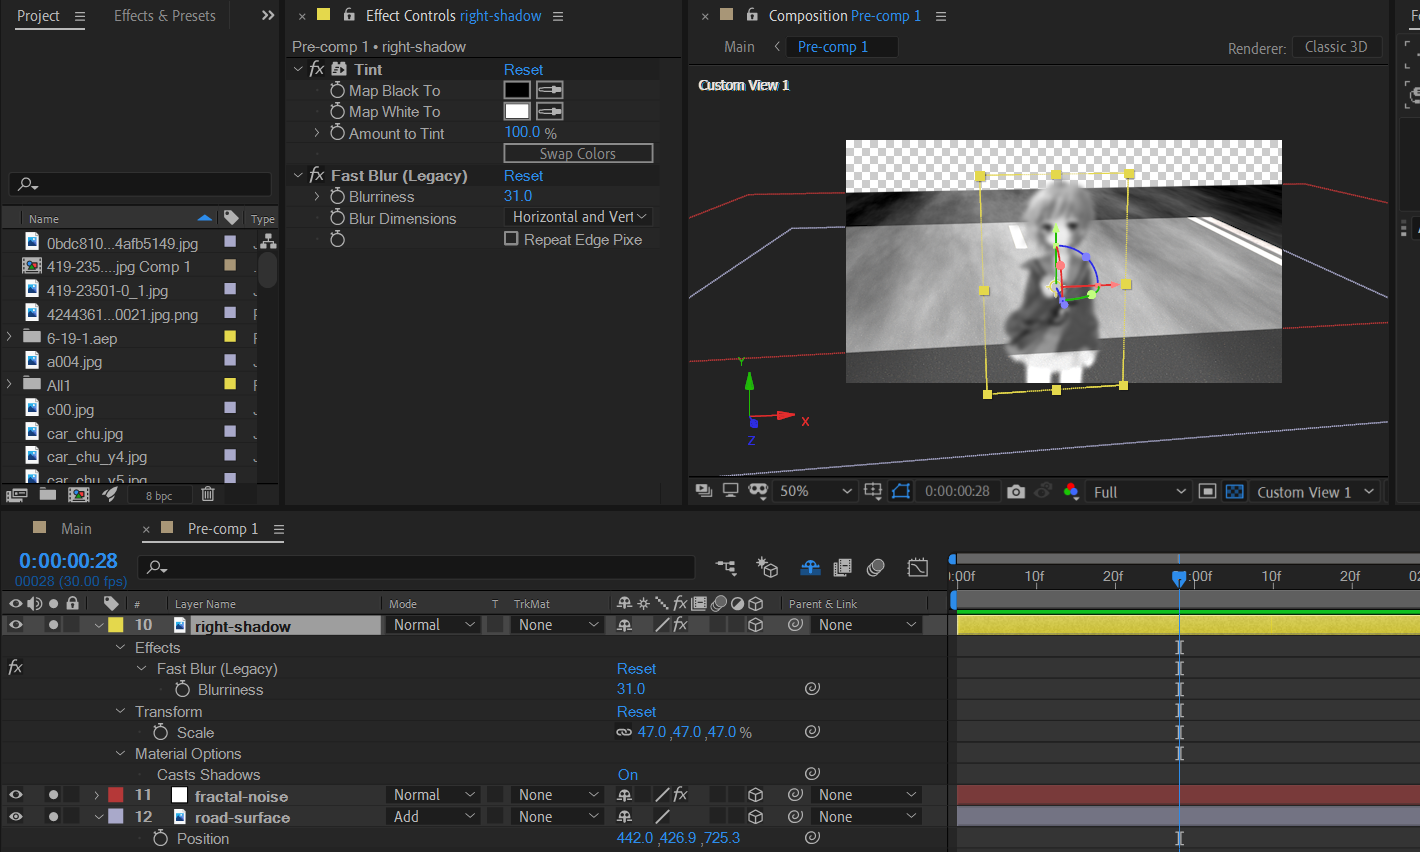 Project
Effects & Presets
Effect Controls right-shadow
Pre-comp 1 • right-shadow
fx Tint Reset
Map Black To
Map White To
Amount to Tint 100.0 %
Swap Colors
fx Fast Blur (Legacy) Reset
Blurriness 31.0
Blur Dimensions Horizontal and Vert
Repeat Edge Pixe
Composition Pre-comp 1
Main Pre-comp 1
Renderer: Classic 3D
Custom View 1
Y
X
Z
Name Type
0bdc810...4afb5149.jpg
419-235....jpg Comp 1
419-23501-0_1.jpg
4244361...0021.jpg.png
6-19-1.aep
a004.jpg
All1
c00.jpg
car_chu.jpg
car_chu_y4.jpg
car_chu_y5.jpg
8 bpc
50% 0:00:00:28 Full Custom View 1
Main
Pre-comp 1
0:00:00:28
00028 (30.00 fps)
:00f 10f 20f :00f 10f 20f 02
# Layer Name Mode T TrkMat fx Parent & Link
10 right-shadow Normal None fx None
Effects
fx Fast Blur (Legacy) Reset
Blurriness 31.0
Transform Reset
Scale 47.0 ,47.0 ,47.0 %
Material Options
Casts Shadows On
11 fractal-noise Normal None fx None
12 road-surface Add None None
Position 442.0 ,426.9 ,725.3